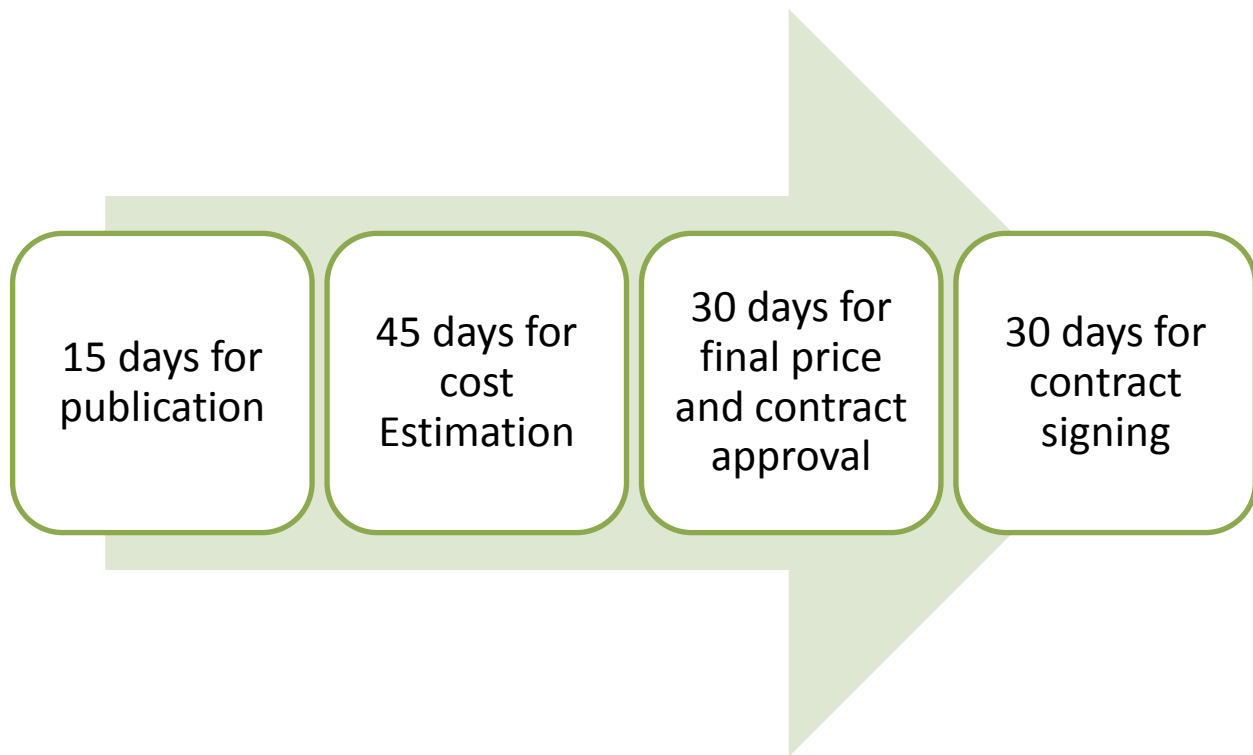 15 days for
publication
45 days for
cost
Estimation
30 days for
final price
and contract
approval
30 days for
contract
signing